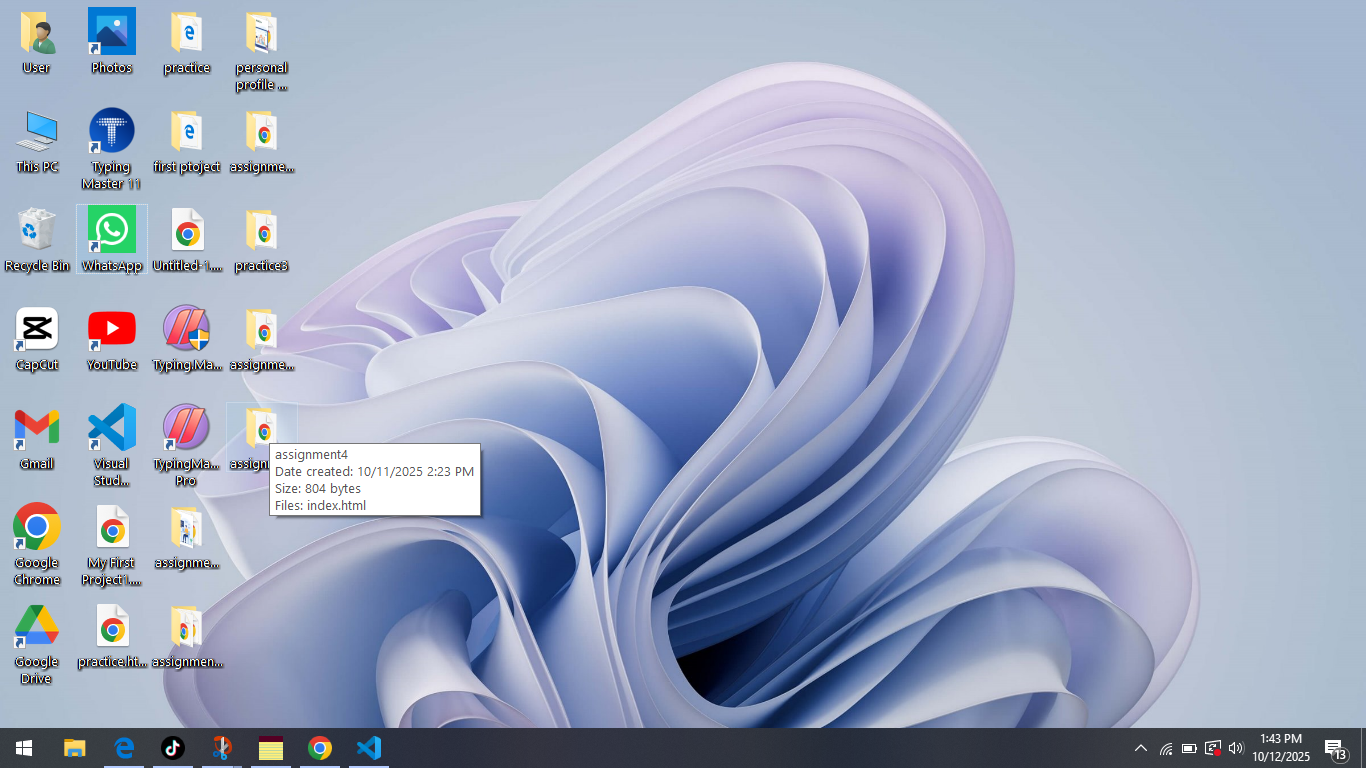 User
Photos
practice
personal
profile ...
This PC
Typing
Master 11
first ptoject
assignme...
Recycle Bin
WhatsApp
Untitled-1....
practice3
CapCut
YouTube
Typing.Ma...
assignme...
Gmail
Visual
Stud...
TypingMa...
Pro
assignment4
Date created: 10/11/2025 2:23 PM
Size: 804 bytes
Files: index.html
Google
Chrome
My First
Project1....
assignme...
Google
Drive
practice.ht...
assignmen...
1:43 PM
10/12/2025
13